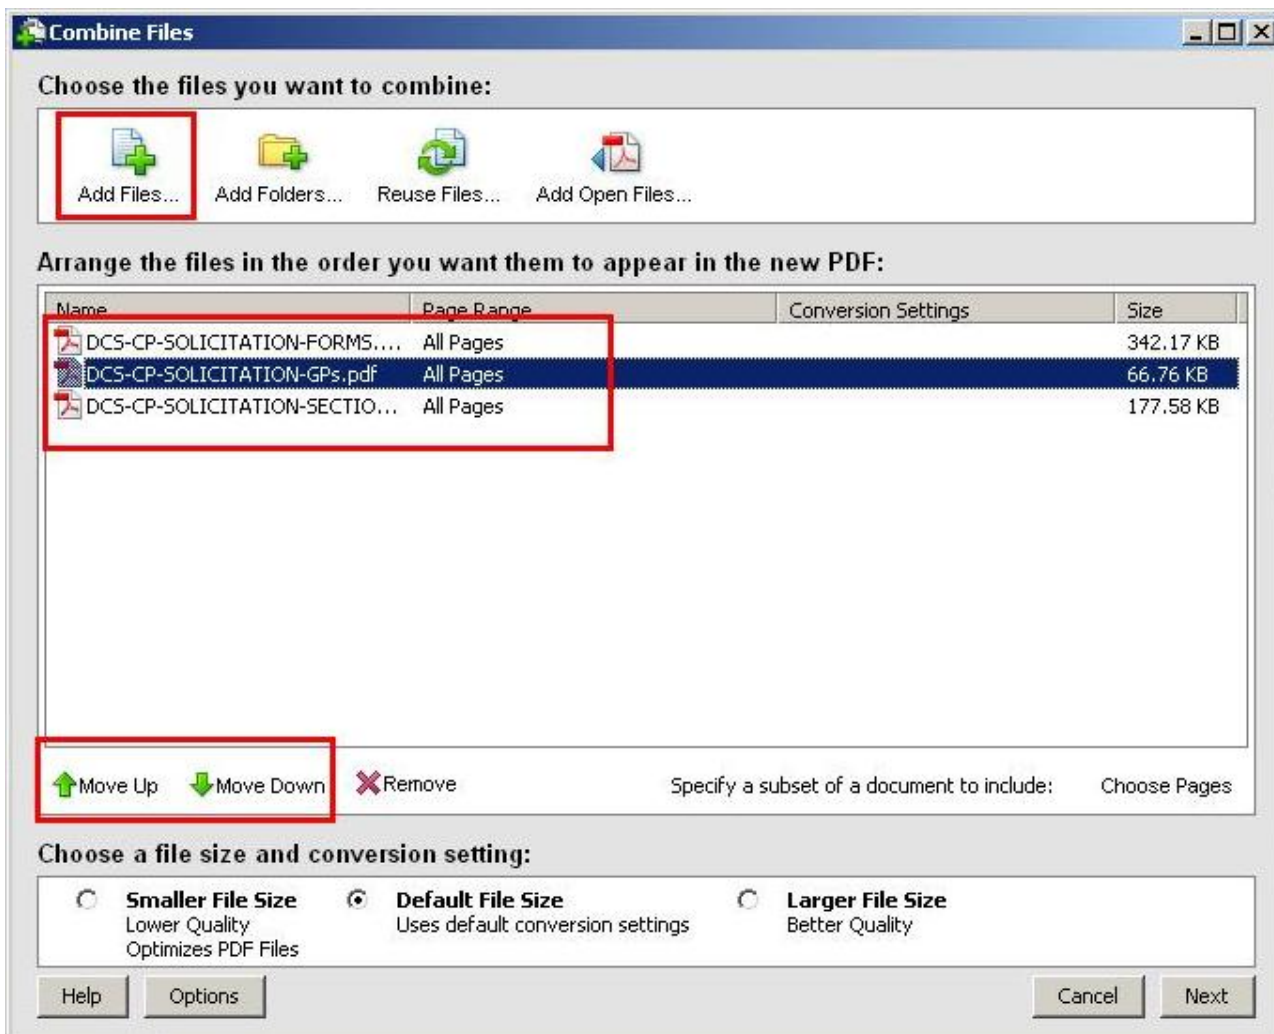 Combine Files
Choose the files you want to combine:
Add Files... Add Folders... Reuse Files... Add Open Files...
Arrange the files in the order you want them to appear in the new PDF:
Name Page Range Conversion Settings Size
DCS-CP-SOLICITATION-FORMS.... All Pages 342.17 KB
DCS-CP-SOLICITATION-GPs.pdf All Pages 66.76 KB
DCS-CP-SOLICITATION-SECTIO... All Pages 177.58 KB
Move Up Move Down Remove Specify a subset of a document to include: Choose Pages
Choose a file size and conversion setting:
Smaller File Size Default File Size Larger File Size
Lower Quality Uses default conversion settings Better Quality
Optimizes PDF Files
Help Options Cancel Next